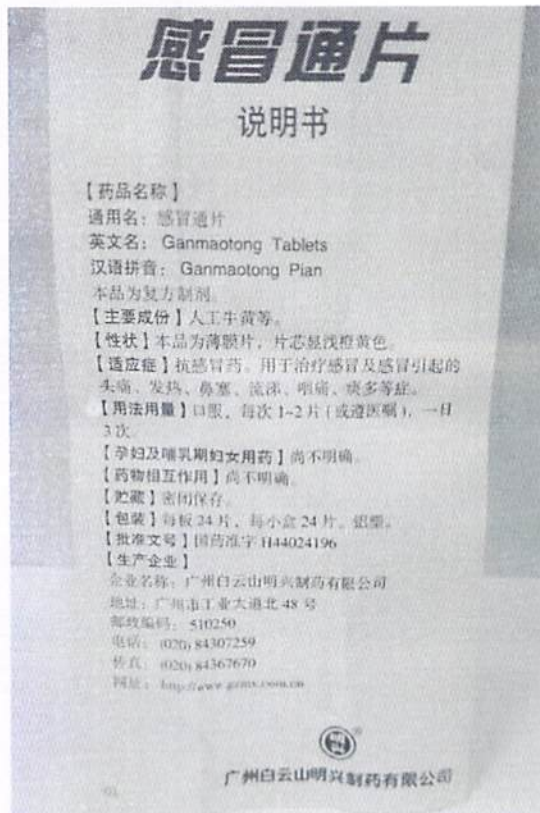 感冒通片
说明书
【药品名称】
通用名：感冒通片
英文名：Ganmaotong Tablets
汉语拼音：Ganmaotong Pian
本品为复方制剂。
【主要成份】人工牛黄等。
【性状】本品为薄膜片，片芯显浅橙黄色。
【适应症】抗感冒药。用于治疗感冒及感冒引起的
头痛、发热、鼻塞、流涕、咽痛、痰多等症。
【用法用量】口服，每次1~2片（或遵医嘱），一日
3次。
【孕妇及哺乳期妇女用药】尚不明确。
【药物相互作用】尚不明确。
【贮藏】密闭保存。
【包装】每板24片，每小盒24片。铝塑。
【批准文号】国药准字H44024196
【生产企业】
企业名称：广州白云山明兴制药有限公司
地址：广州市工业大道北48号
邮政编码：510250
电话：(020) 84307259
传真：(020) 84367670
网址：http://www.gzmx.com.cn
明兴®
广州白云山明兴制药有限公司